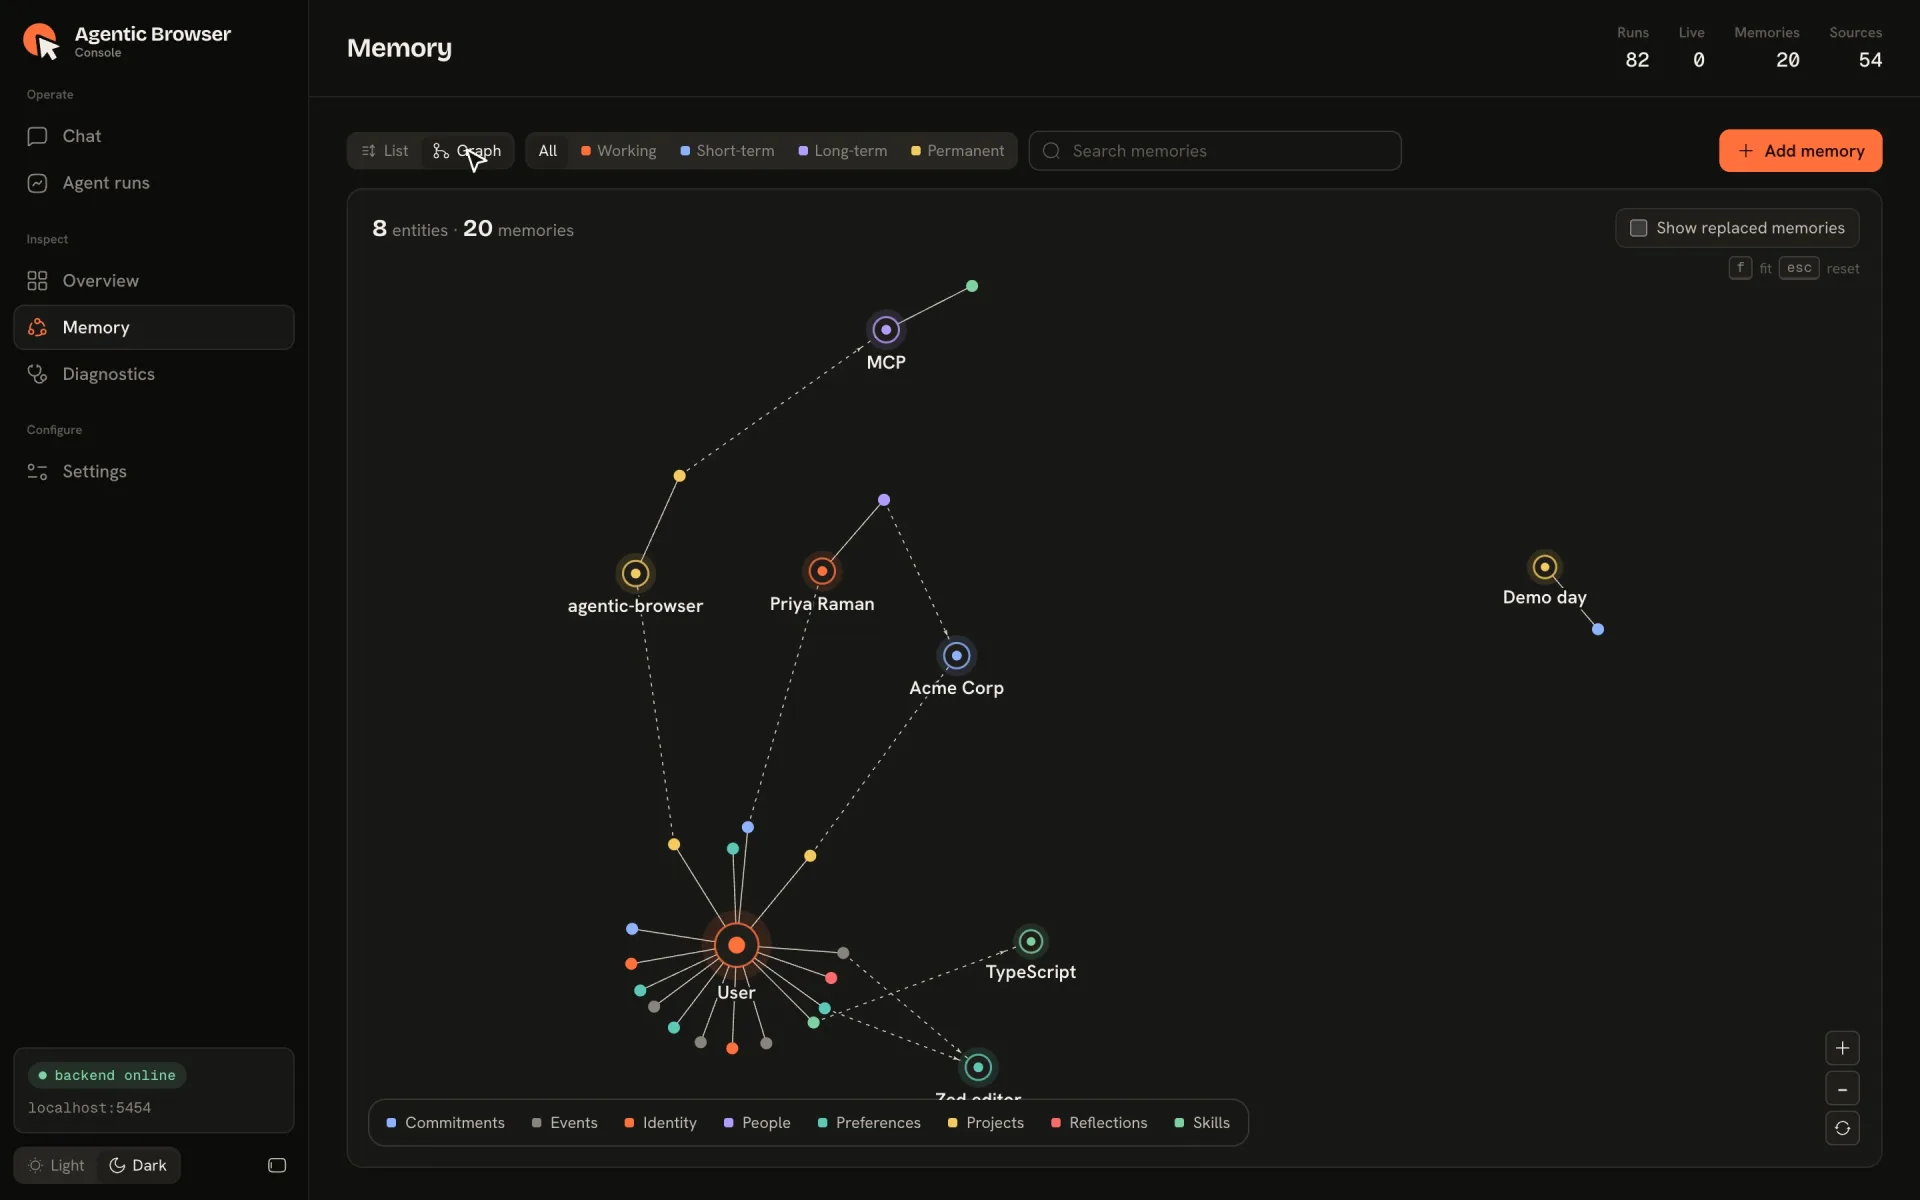 Agentic Browser
Console
Operate
Chat
Agent runs
Inspect
Overview
Memory
Diagnostics
Configure
Settings
backend online
localhost:5454
Light Dark
Memory
Runs 82
Live 0
Memories 20
Sources 54
List Graph
All Working Short-term Long-term Permanent
Search memories
+ Add memory
8 entities · 20 memories
Show replaced memories
f fit esc reset
MCP
agentic-browser
Priya Raman
Demo day
Acme Corp
TypeScript
User
Zed editor
Commitments Events Identity People Preferences Projects Reflections Skills
+
-